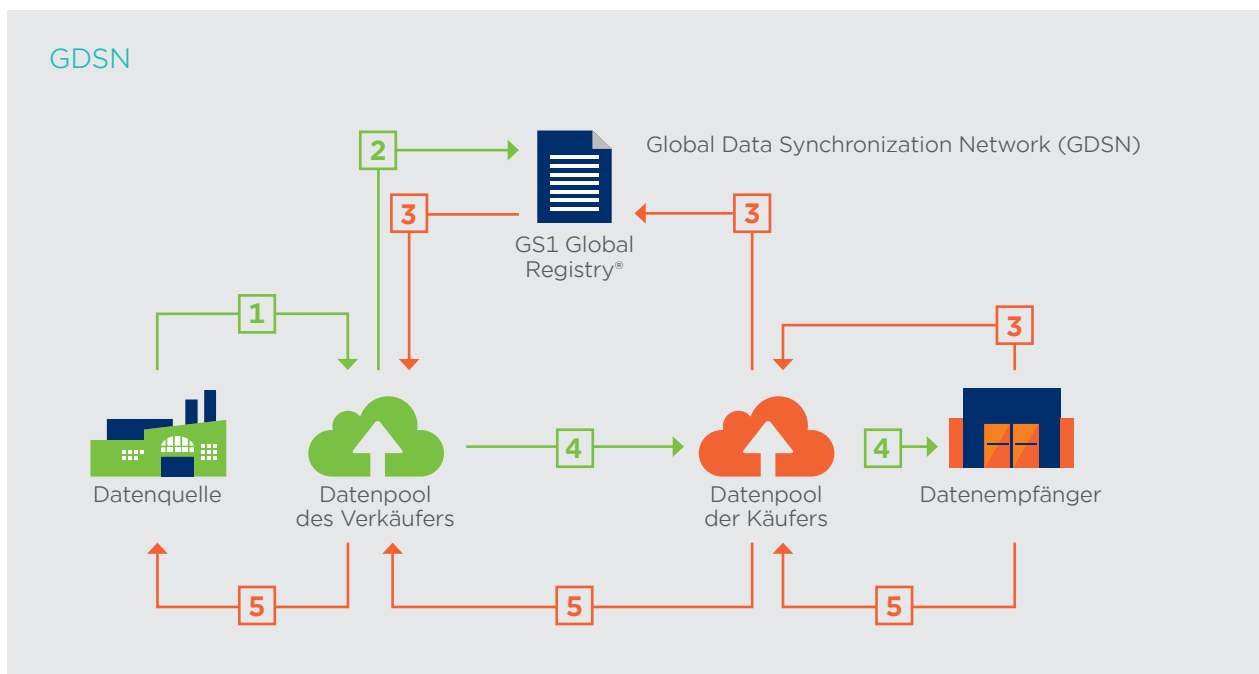 GDSN
2
Global Data Synchronization Network (GDSN)
3
3
GS1 Global
Registry®
1
3
4
4
Datenquelle
Datenpool
des Verkäufers
Datenpool
der Käufers
Datenempfänger
5
5
5